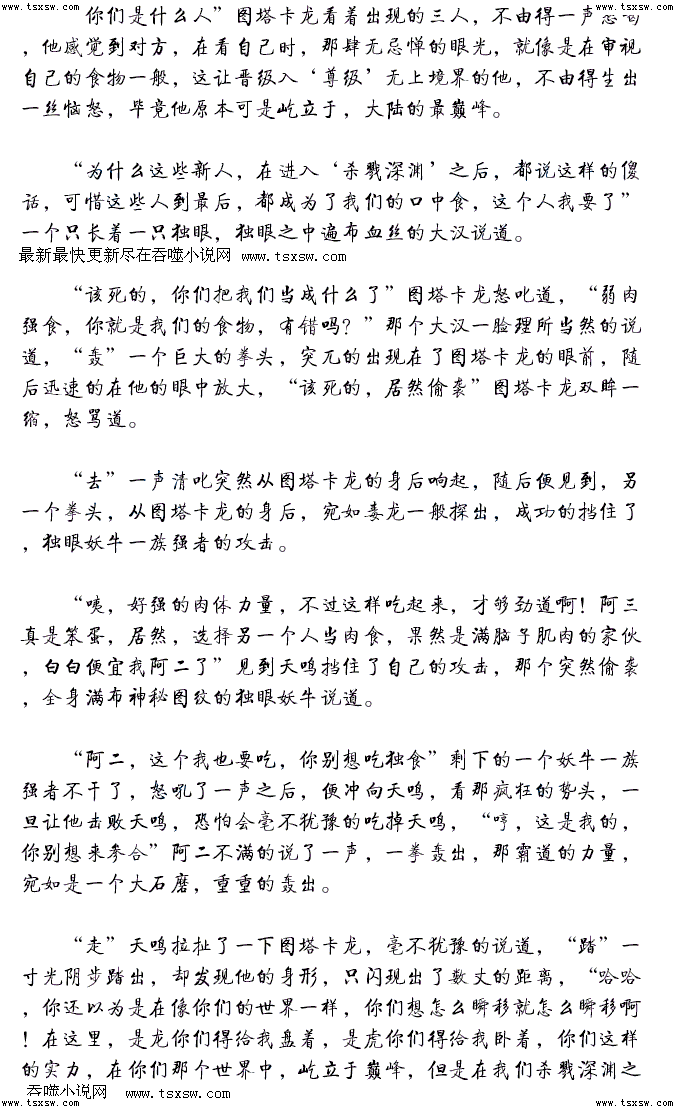 www.tsxsw.com www.tsxsw.com
你们是什么人”图塔卡龙看着出现的三人，不由得一声怒
，他感觉到对方，在看自己时，那肆无忌惮的眼光，就像是在审视
自己的食物一般，这让晋级入‘尊级’无上境界的他，不由得生出
一丝恼怒，毕竟他原本可是屹立于，大陆的最巅峰。
“为什么这些新人，在进入‘杀戮深渊’之后，都说这样的傻
话，可惜这些人到最后，都成为了我们的口中食，这个人我要了”
一个只长着一只独眼，独眼之中遍布血丝的大汉说道。
最新最快更新尽在吞噬小说网 www.tsxsw.com
“该死的，你们把我们当成什么了”图塔卡龙怒叱道，“弱肉
强食，你就是我们的食物，有错吗？”那个大汉一脸理所当然的说
道，“轰”一个巨大的拳头，突兀的出现在了图塔卡龙的眼前，随
后迅速的在他的眼中放大，“该死的，居然偷袭”图塔卡龙双眸一
缩，怒骂道。
“去”一声清叱突然从图塔卡龙的身后响起，随后便见到，另
一个拳头，从图塔卡龙的身后，宛如毒龙一般探出，成功的挡住了
，独眼妖牛一族强者的攻击。
“咦，好强的肉体力量，不过这样吃起来，才够劲道啊！阿三
真是笨蛋，居然，选择另一个人当肉食，果然是满脑子肌肉的家伙
，白白便宜我阿二了”见到天鸣挡住了自己的攻击，那个突然偷袭
，全身满布神秘图纹的独眼妖牛说道。
“阿二，这个我也要吃，你别想吃独食”剩下的一个妖牛一族
强者不干了，怒吼了一声之后，便冲向天鸣，看那疯狂的势头，一
旦让他击败天鸣，恐怕会毫不犹豫的吃掉天鸣，“哼，这是我的，
你别想来参合”阿二不满的说了一声，一拳轰出，那霸道的力量，
宛如是一个大石磨，重重的轰出。
“走”天鸣拉扯了一下图塔卡龙，毫不犹豫的说道，“踏”一
寸光阴步踏出，却发现他的身形，只闪现出了数丈的距离，“哈哈
，你还以为是在像你们的世界一样，你们想怎么瞬移就怎么瞬移啊
！在这里，是龙你们得给我盘着，是虎你们得给我卧着，你们这样
的实力，在你们那个世界中，屹立于巅峰，但是在我们杀戮深渊之
吞噬小说网 www.tsxsw.com
www.tsxsw.com www.tsxsw.com